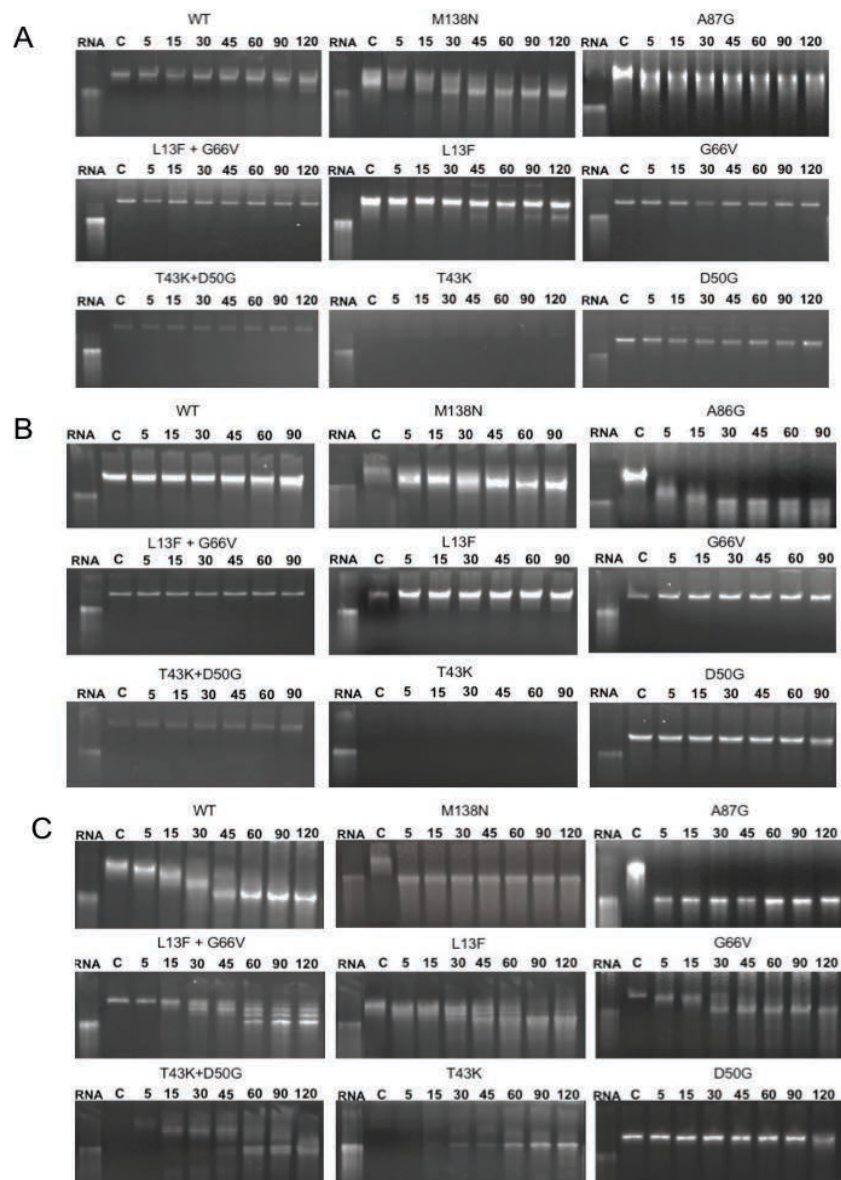 A
WT M138N A87G
RNA C 5 15 30 45 60 90 120 RNA C 5 15 30 45 60 90 120 RNA C 5 15 30 45 60 90 120
L13F + G66V L13F G66V
RNA C 5 15 30 45 60 90 120 RNA C 5 15 30 45 60 90 120 RNA C 5 15 30 45 60 90 120
T43K+D50G T43K D50G
RNA C 5 15 30 45 60 90 120 RNA C 5 15 30 45 60 90 120 RNA C 5 15 30 45 60 90 120
B
WT M138N A86G
RNA C 5 15 30 45 60 90 RNA C 5 15 30 45 60 90 RNA C 5 15 30 45 60 90
L13F + G66V L13F G66V
RNA C 5 15 30 45 60 90 RNA C 5 15 30 45 60 90 RNA C 5 15 30 45 60 90
T43K+D50G T43K D50G
RNA C 5 15 30 45 60 90 RNA C 5 15 30 45 60 90 RNA C 5 15 30 45 60 90
C
WT M138N A87G
RNA C 5 15 30 45 60 90 120 RNA C 5 15 30 45 60 90 120 RNA C 5 15 30 45 60 90 120
L13F + G66V L13F G66V
RNA C 5 15 30 45 60 90 120 RNA C 5 15 30 45 60 90 120 RNA C 5 15 30 45 60 90 120
T43K+D50G T43K D50G
RNA C 5 15 30 45 60 90 120 RNA C 5 15 30 45 60 90 120 RNA C 5 15 30 45 60 90 120